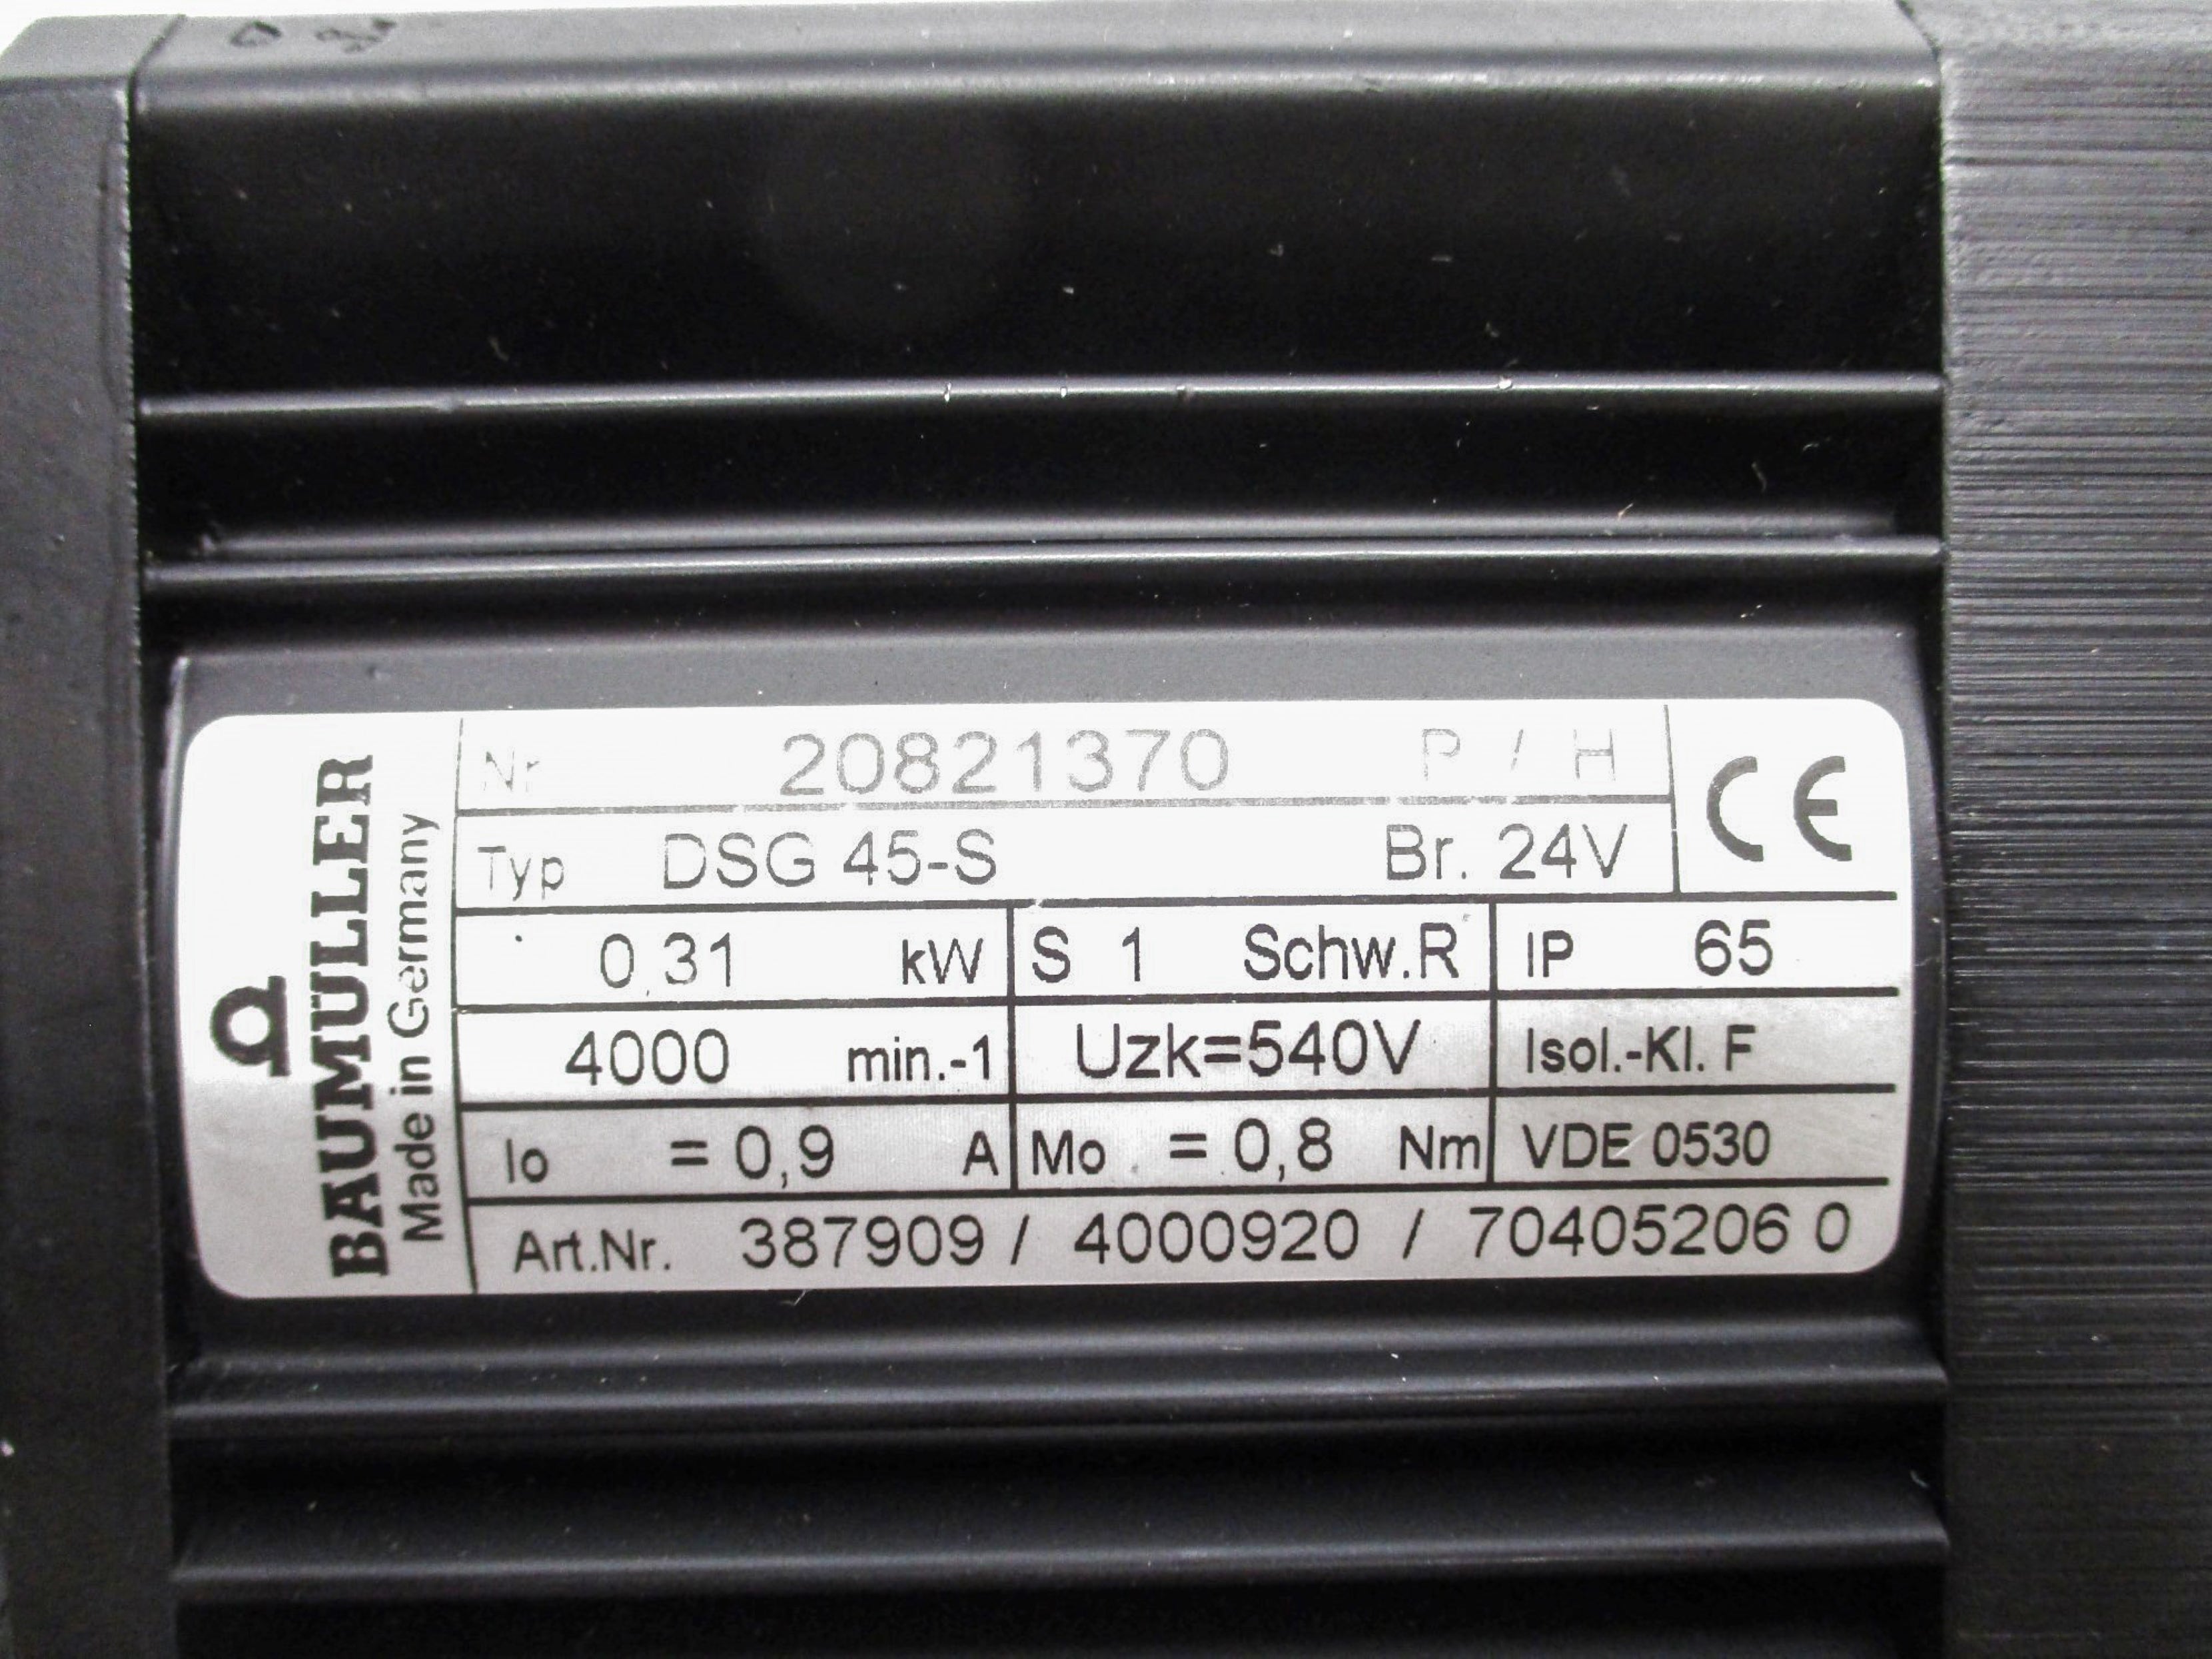 BAUMÜLLER
Made in Germany
Nr 20821370 P / H
CE
Typ DSG 45-S Br. 24V
0,31 kW S 1 Schw.R IP 65
4000 min.-1 Uzk=540V Isol.-Kl. F
Io = 0,9 A Mo = 0,8 Nm VDE 0530
Art.Nr. 387909 / 4000920 / 70405206 0